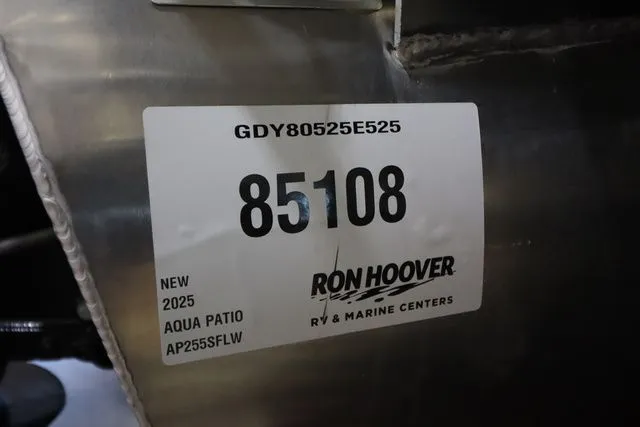 GDY80525E525
85108
NEW
2025
AQUA PATIO
AP255SFLW
RON HOOVER
RV & MARINE CENTERS